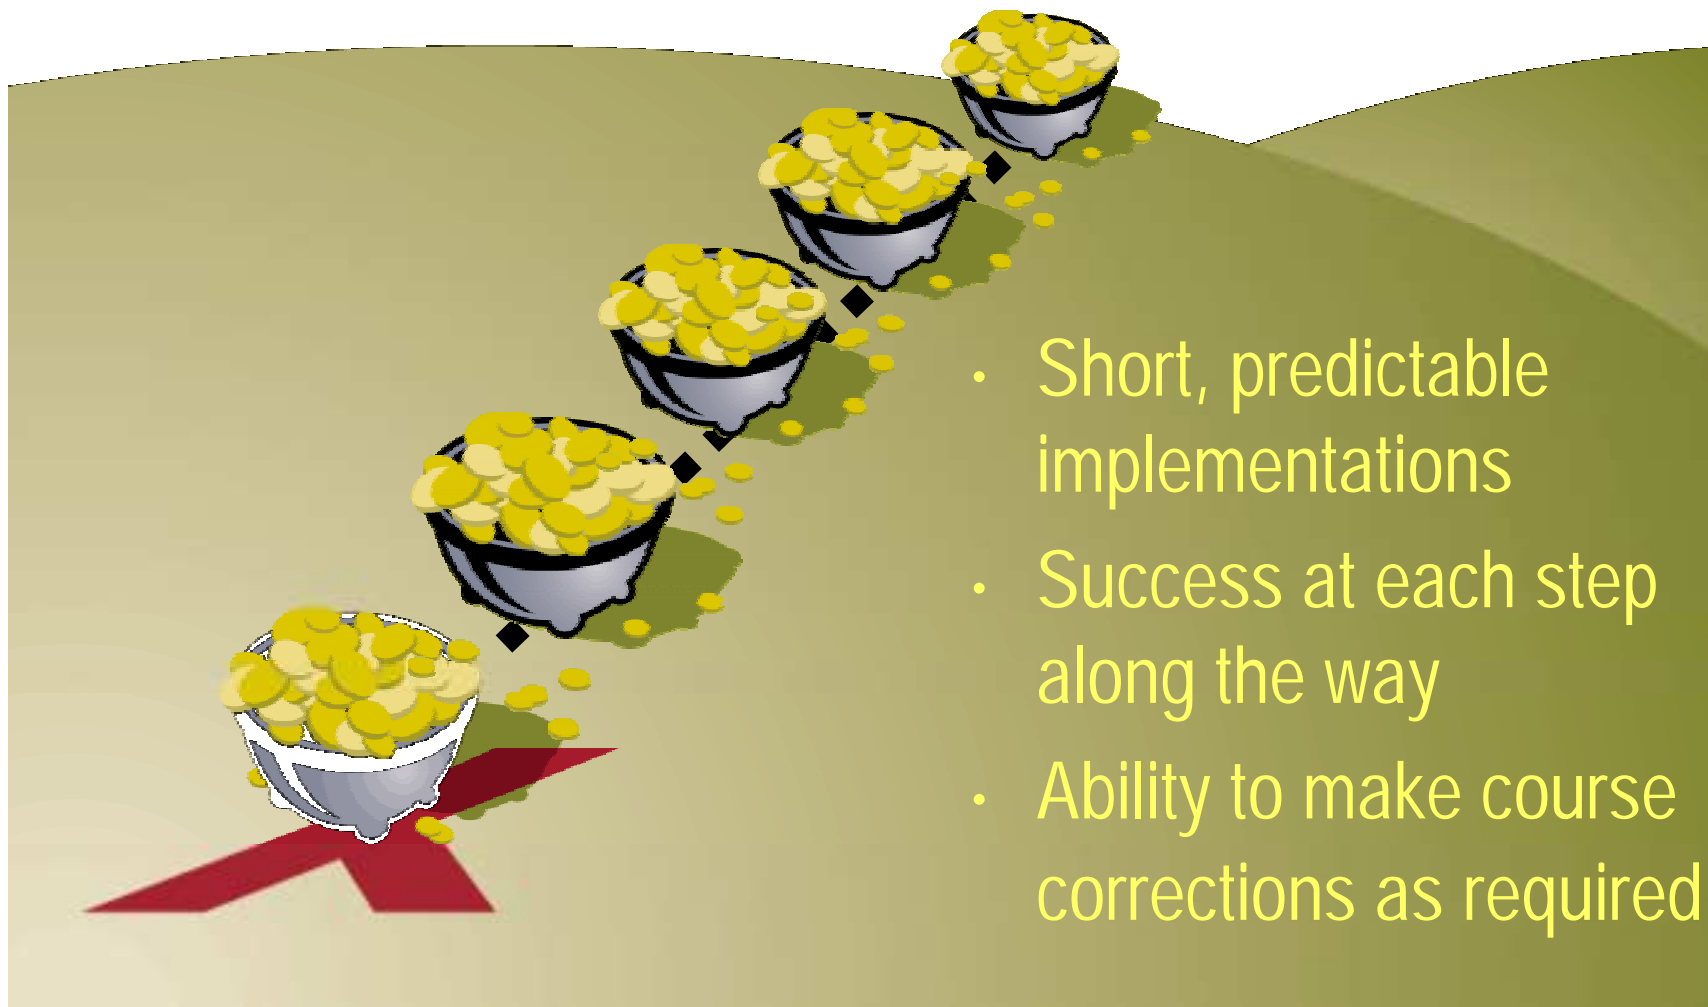 • Short, predictable
implementations
• Success at each step
along the way
• Ability to make course
corrections as required